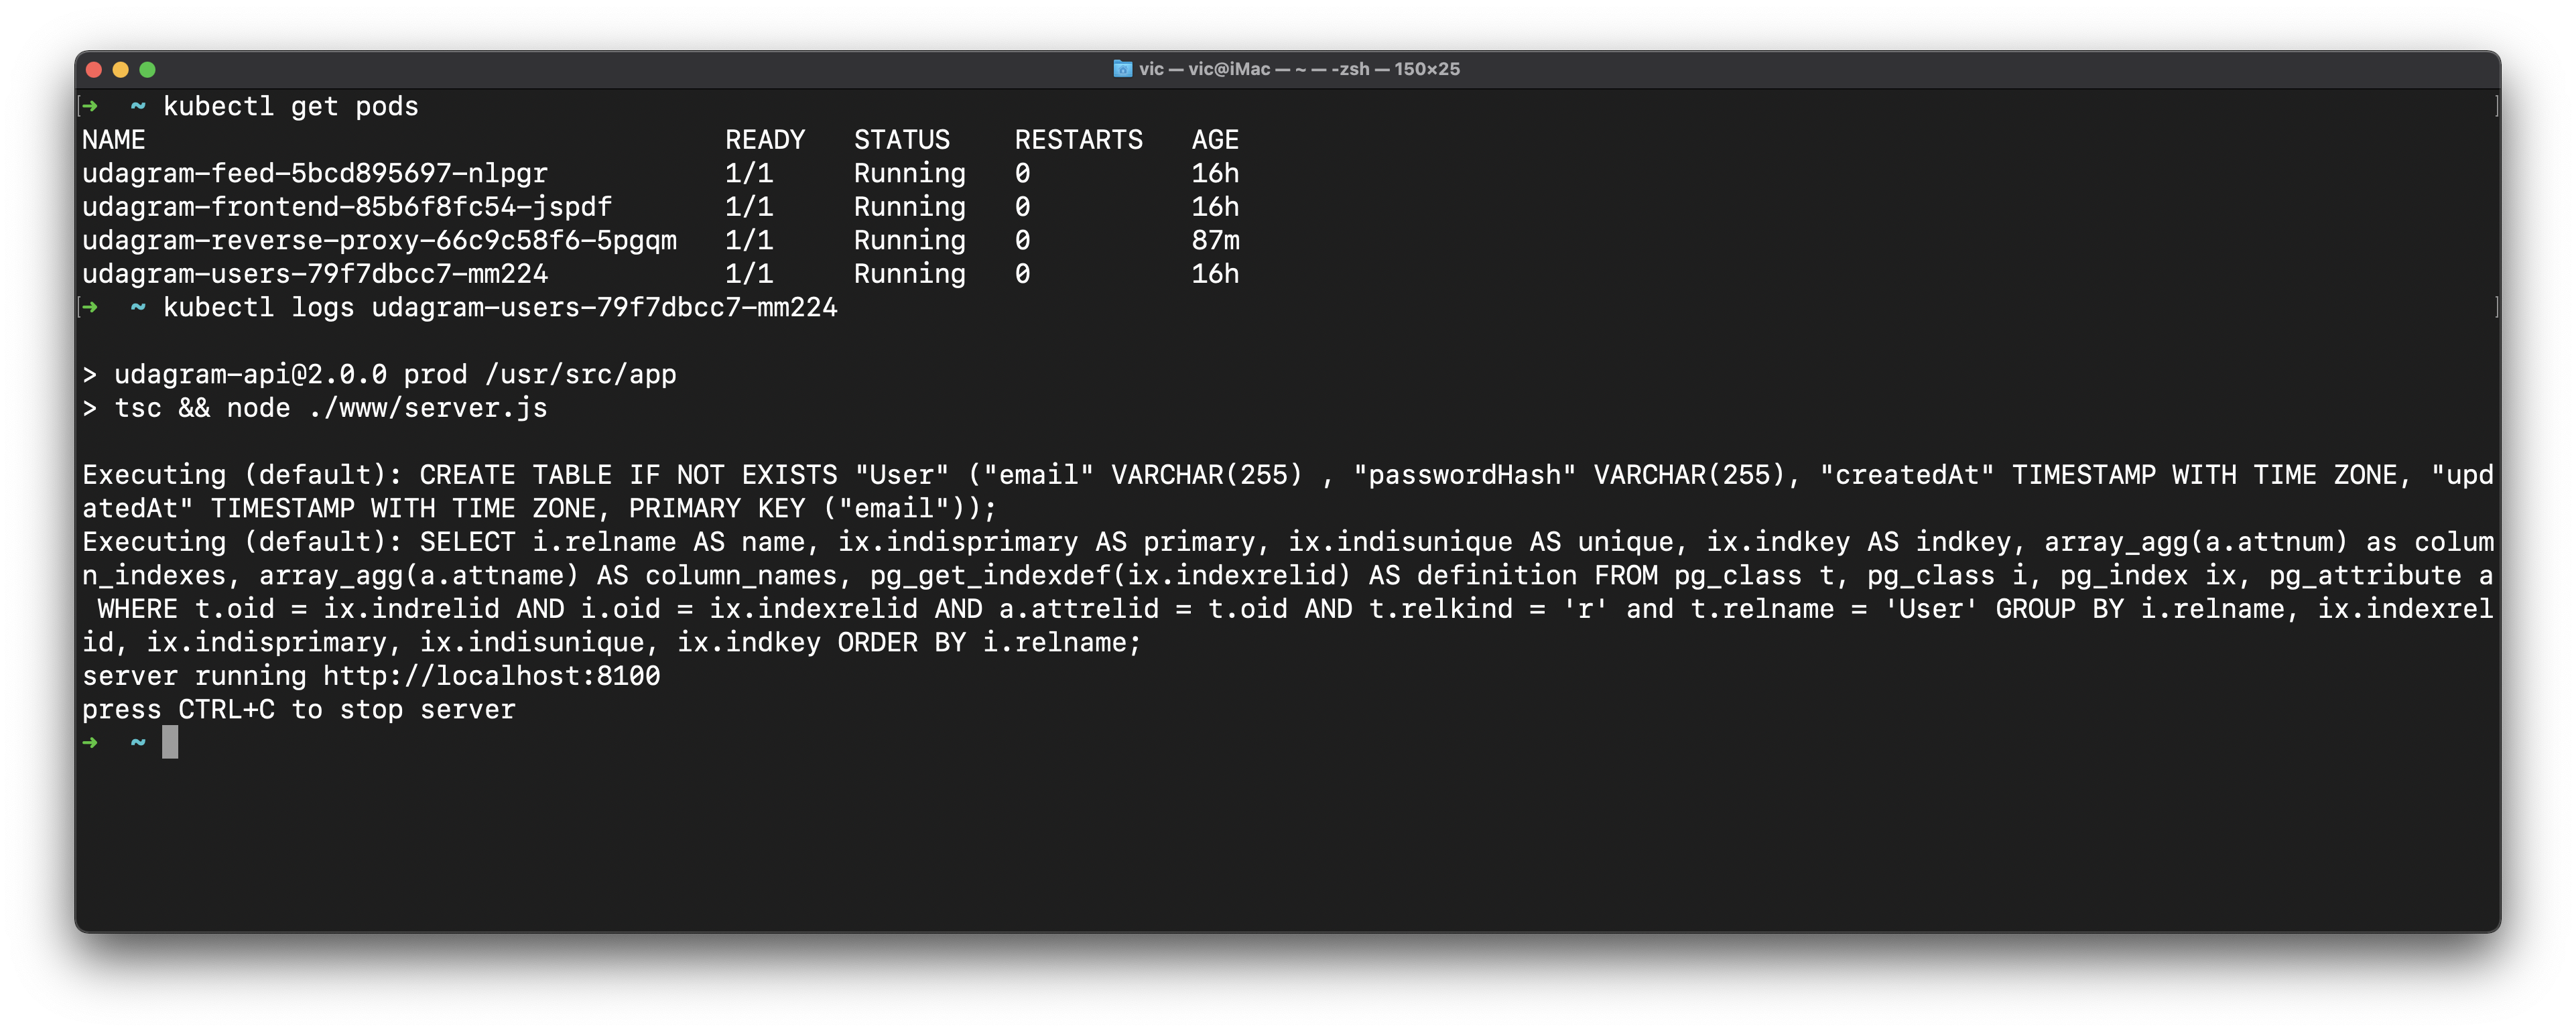 vic — vic@iMac — ~ — -zsh — 150×25
[➜  ~ kubectl get pods ]
NAME                                    READY   STATUS    RESTARTS   AGE
udagram-feed-5bcd895697-nlpgr           1/1     Running   0          16h
udagram-frontend-85b6f8fc54-jspdf       1/1     Running   0          16h
udagram-reverse-proxy-66c9c58f6-5pgqm   1/1     Running   0          87m
udagram-users-79f7dbcc7-mm224           1/1     Running   0          16h
[➜  ~ kubectl logs udagram-users-79f7dbcc7-mm224 ]
> udagram-api@2.0.0 prod /usr/src/app
> tsc && node ./www/server.js
Executing (default): CREATE TABLE IF NOT EXISTS "User" ("email" VARCHAR(255) , "passwordHash" VARCHAR(255), "createdAt" TIMESTAMP WITH TIME ZONE, "upd
atedAt" TIMESTAMP WITH TIME ZONE, PRIMARY KEY ("email"));
Executing (default): SELECT i.relname AS name, ix.indisprimary AS primary, ix.indisunique AS unique, ix.indkey AS indkey, array_agg(a.attnum) as colum
n_indexes, array_agg(a.attname) AS column_names, pg_get_indexdef(ix.indexrelid) AS definition FROM pg_class t, pg_class i, pg_index ix, pg_attribute a
 WHERE t.oid = ix.indrelid AND i.oid = ix.indexrelid AND a.attrelid = t.oid AND t.relkind = 'r' and t.relname = 'User' GROUP BY i.relname, ix.indexrel
id, ix.indisprimary, ix.indisunique, ix.indkey ORDER BY i.relname;
server running http://localhost:8100
press CTRL+C to stop server
➜  ~